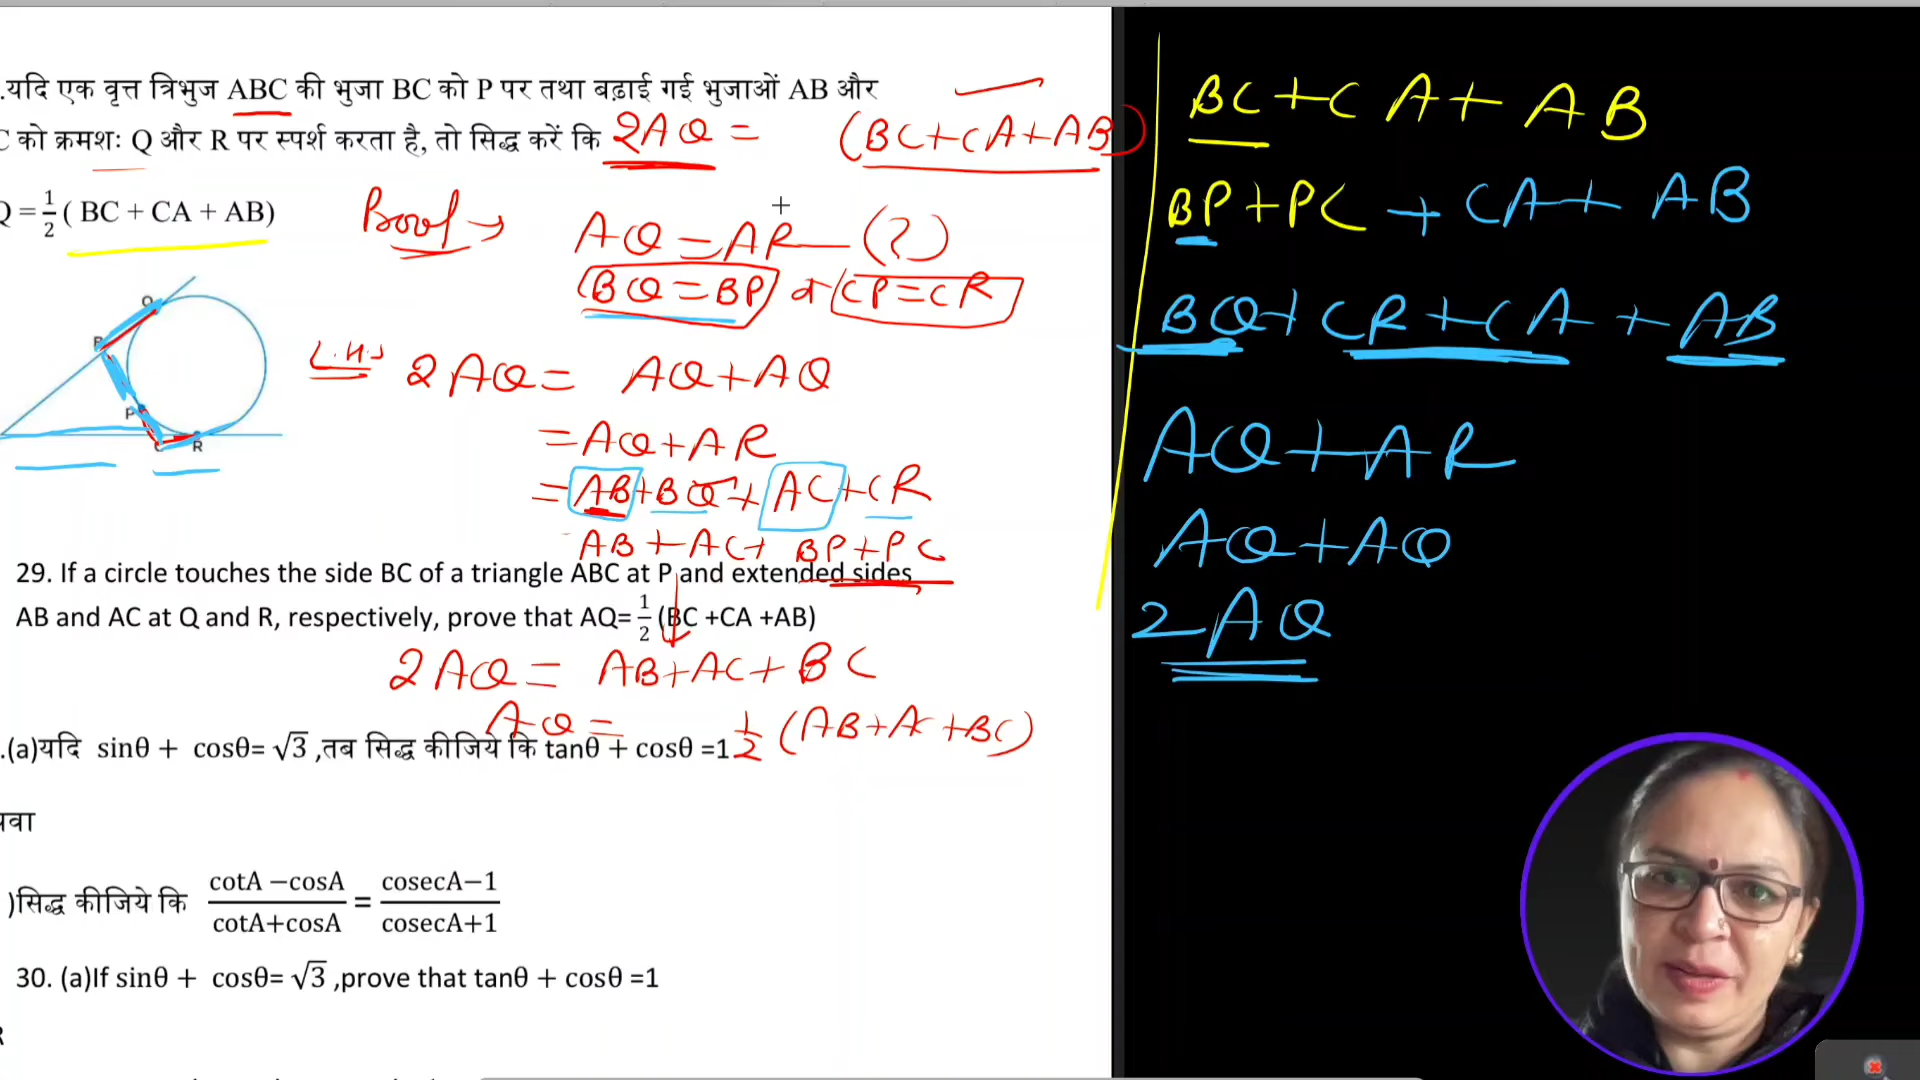 .यदि एक वृत्त त्रिभुज ABC की भुजा BC को P पर तथा बढ़ाई गई भुजाओं AB और
C को क्रमशः Q और R पर स्पर्श करता है, तो सिद्ध करें कि 2AQ = (BC+CA+AB)
Q = 1/2 ( BC + CA + AB)
Proof →
AQ = AR — (2)
BQ = BP & CP = CR
L.H.S 2AQ = AQ+AQ
= AQ+AR
= AB+BQ+AC+CR
AB+AC+ BP+PC
29. If a circle touches the side BC of a triangle ABC at P and extended sides
AB and AC at Q and R, respectively, prove that AQ= 1/2 (BC +CA +AB)
2AQ = AB+AC+BC
AQ = 1/2 (AB+AC+BC)
.(a)यदि sinθ + cosθ= √3 ,तब सिद्ध कीजिये कि tanθ + cosθ =1
)सिद्ध कीजिये कि (cotA −cosA)/(cotA+cosA) = (cosecA−1)/(cosecA+1)
30. (a)If sinθ + cosθ= √3 ,prove that tanθ + cosθ =1
Q
B
P
C
R
BC+CA+AB
BP+PC+CA+AB
BQ+CR+CA+AB
AQ+AR
AQ+AQ
2AQ